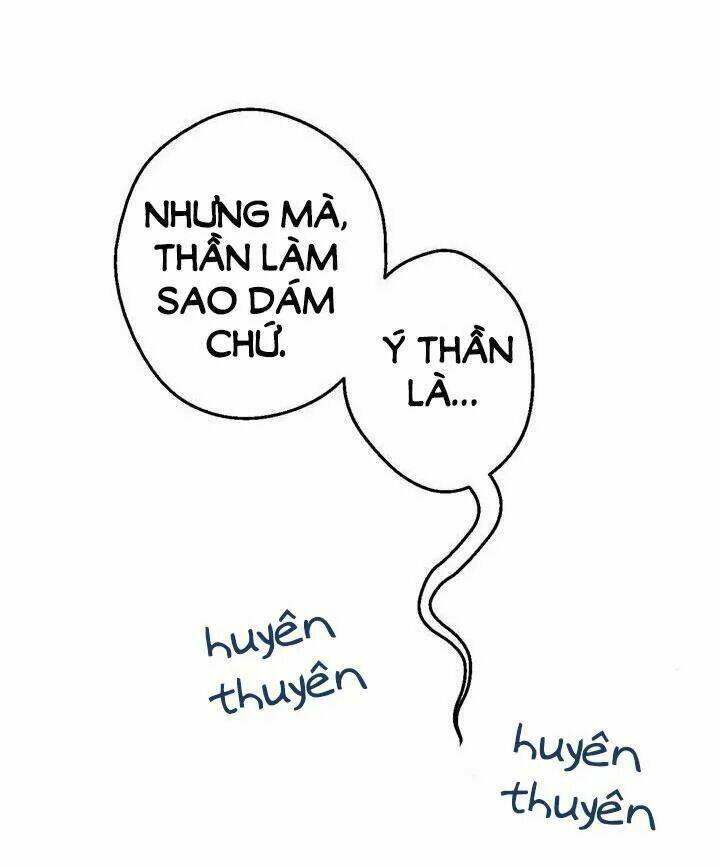 NHƯNG MÀ,
THẦN LÀM
SAO DÁM
CHỨ.
Ý THẦN
LÀ...
huyên
thuyên
huyên
thuyên